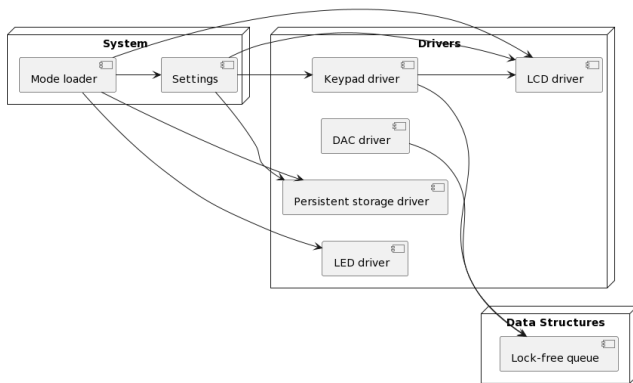 System
Drivers
Mode loader
Settings
Keypad driver
LCD driver
DAC driver
Persistent storage driver
LED driver
Data Structures
Lock-free queue